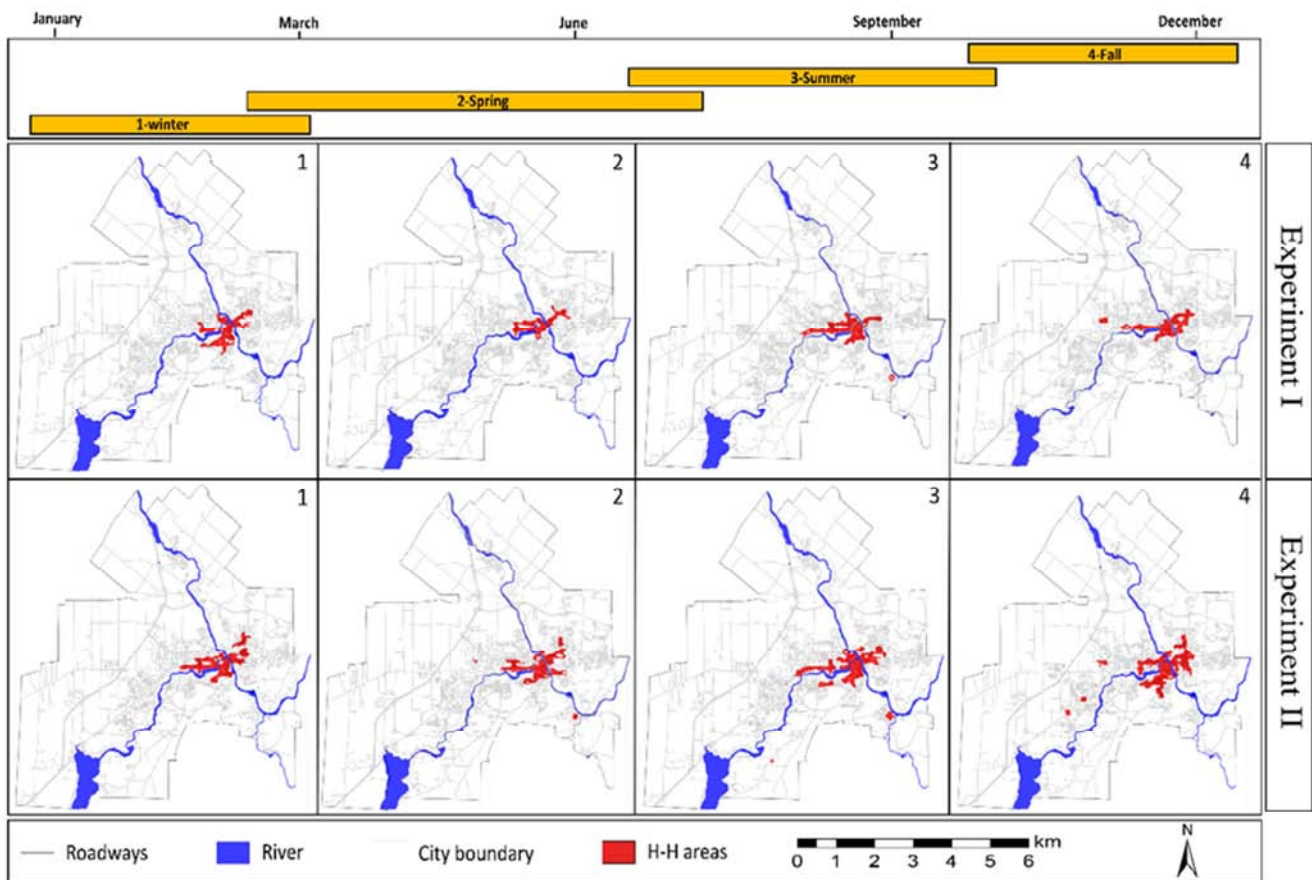 January March June September December
4-Fall
3-Summer
2-Spring
1-winter
1 2 3 4
Experiment I
1 2 3 4
Experiment II
Roadways River City boundary H-H areas km
0 1 2 3 4 5 6
N